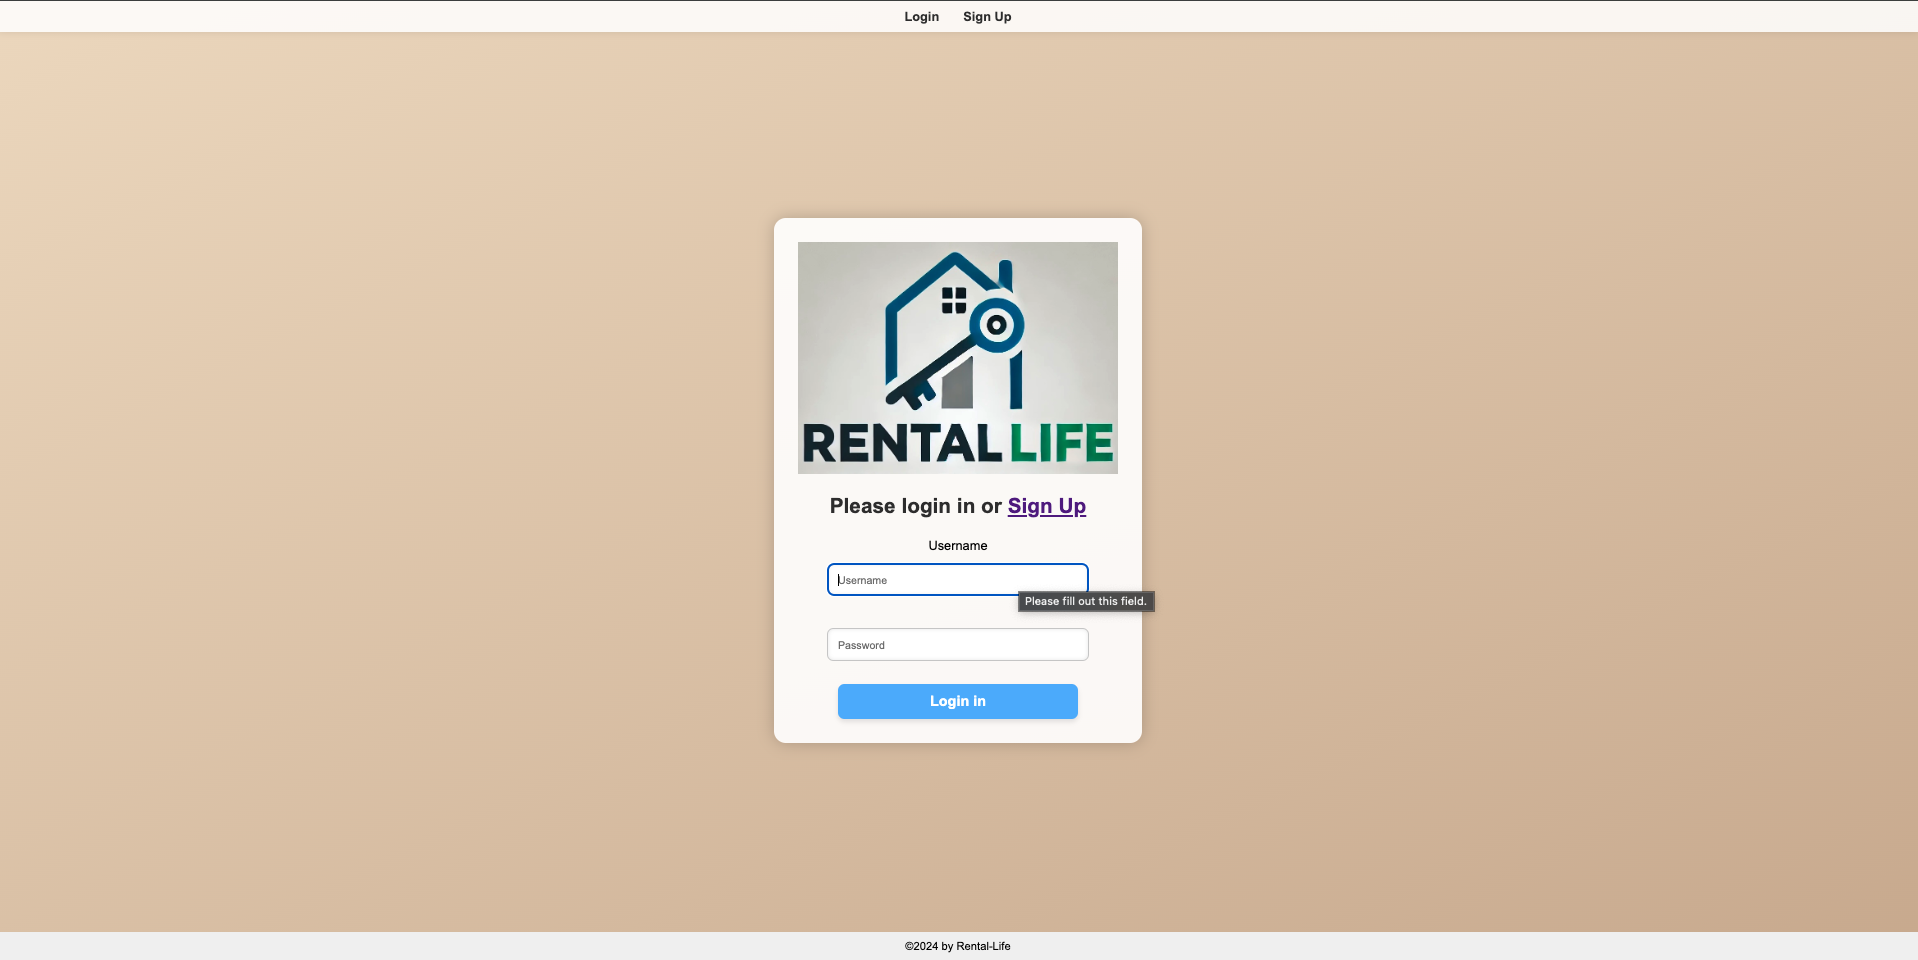 Login Sign Up
RENTAL LIFE
Please login in or Sign Up
Username
Username
Please fill out this field.
Password
Login in
©2024 by Rental-Life